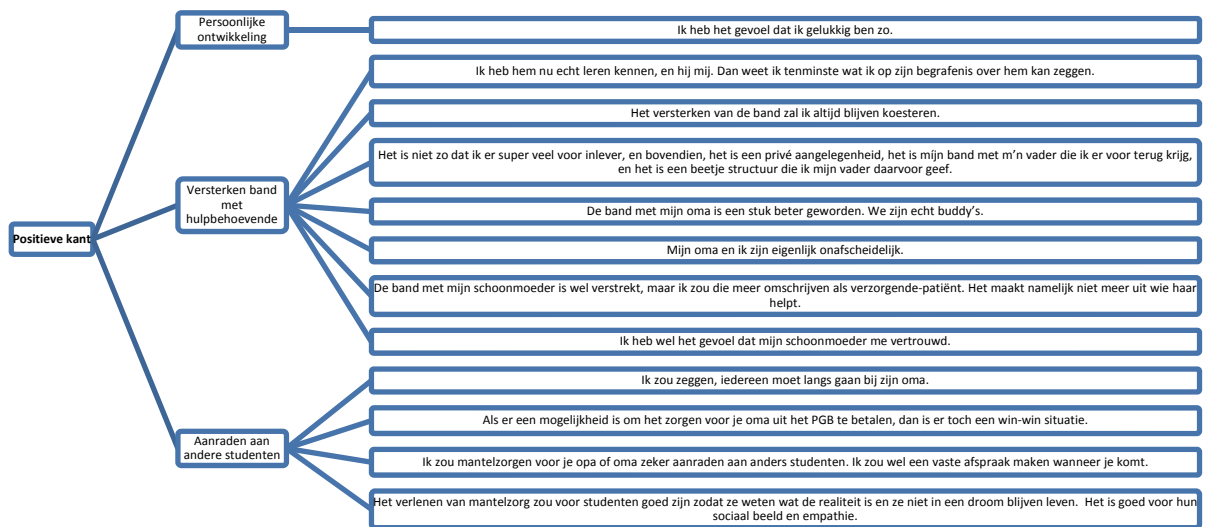 Positieve kant
Persoonlijke
ontwikkeling
Ik heb het gevoel dat ik gelukkig ben zo.
Versterken band
met
hulpbehoevende
Ik heb hem nu echt leren kennen, en hij mij. Dan weet ik tenminste wat ik op zijn begrafenis over hem kan zeggen.
Het versterken van de band zal ik altijd blijven koesteren.
Het is niet zo dat ik er super veel voor inlever, en bovendien, het is een privé aangelegenheid, het is míjn band met m'n vader die ik er voor terug krijg,
en het is een beetje structuur die ik mijn vader daarvoor geef.
De band met mijn oma is een stuk beter geworden. We zijn echt buddy's.
Mijn oma en ik zijn eigenlijk onafscheidelijk.
De band met mijn schoonmoeder is wel verstrekt, maar ik zou die meer omschrijven als verzorgende-patiënt. Het maakt namelijk niet meer uit wie haar
helpt.
Ik heb wel het gevoel dat mijn schoonmoeder me vertrouwd.
Aanraden aan
andere studenten
Ik zou zeggen, iedereen moet langs gaan bij zijn oma.
Als er een mogelijkheid is om het zorgen voor je oma uit het PGB te betalen, dan is er toch een win-win situatie.
Ik zou mantelzorgen voor je opa of oma zeker aanraden aan anders studenten. Ik zou wel een vaste afspraak maken wanneer je komt.
Het verlenen van mantelzorg zou voor studenten goed zijn zodat ze weten wat de realiteit is en ze niet in een droom blijven leven. Het is goed voor hun
sociaal beeld en empathie.